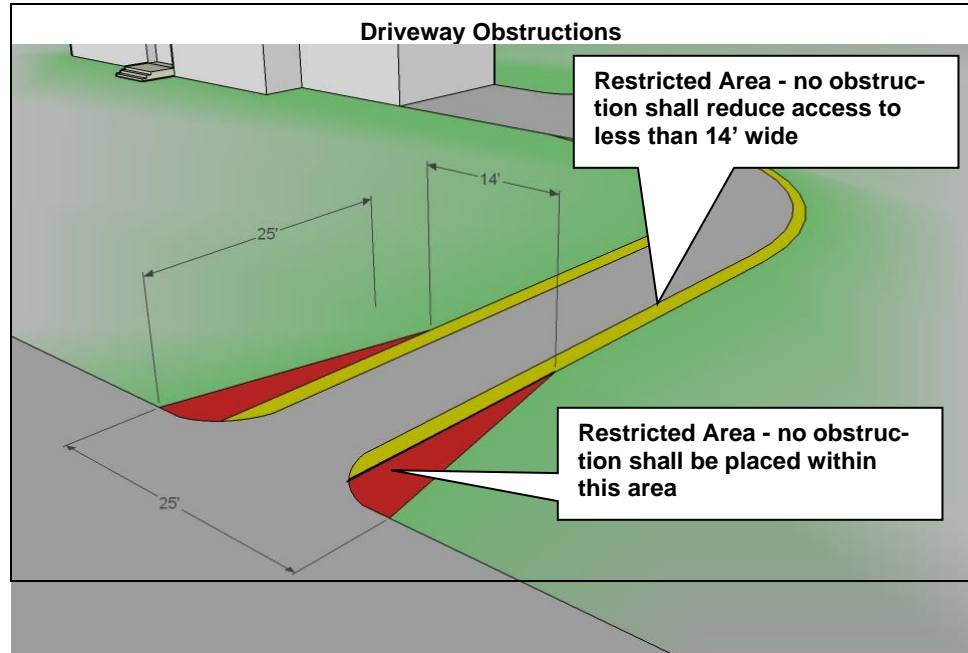 Driveway Obstructions
Restricted Area - no obstruc-
tion shall reduce access to
less than 14’ wide
14'
25'
Restricted Area - no obstruc-
tion shall be placed within
this area
25'